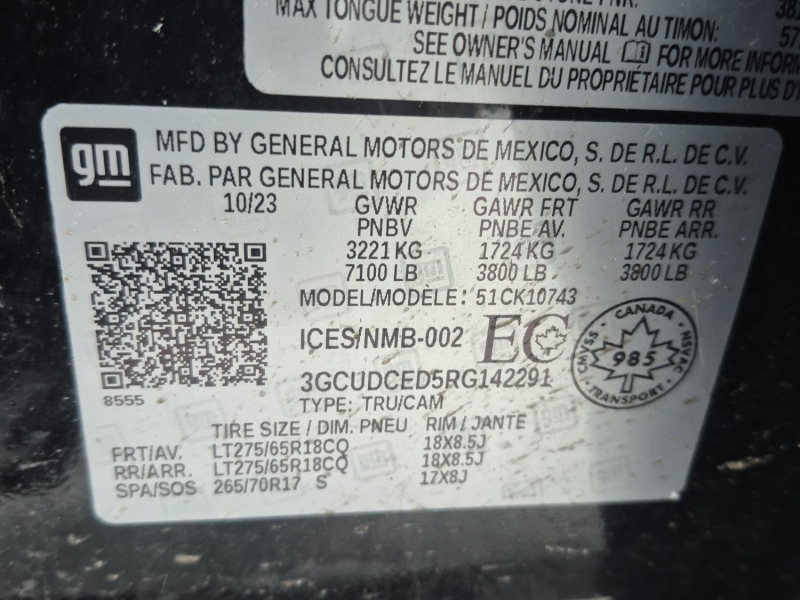 MAX TONGUE WEIGHT / POIDS NOMINAL AU TIMON:
SEE OWNER'S MANUAL FOR MORE
CONSULTEZ LE MANUEL DU PROPRIÉTAIRE POUR PLUS
gm
MFD BY GENERAL MOTORS DE MEXICO, S. DE R.L. DE C.V.
FAB. PAR GENERAL MOTORS DE MEXICO, S. DE R.L. DE C.V.
10/23 GVWR GAWR FRT GAWR RR
PNBV PNBE AV. PNBE ARR.
3221 KG 1724 KG 1724 KG
7100 LB 3800 LB 3800 LB
MODEL/MODÈLE: 51CK10743
ICES/NMB-002 EC
CANADA
CMVSS 985 NSVAC
TRANSPORT
3GCUDCED5RG142291
8555
TYPE: TRU/CAM
TIRE SIZE / DIM. PNEU RIM / JANTE
FRT/AV. LT275/65R18CQ 18X8.5J
RR/ARR. LT275/65R18CQ 18X8.5J
SPA/SOS 265/70R17 S 17X8J